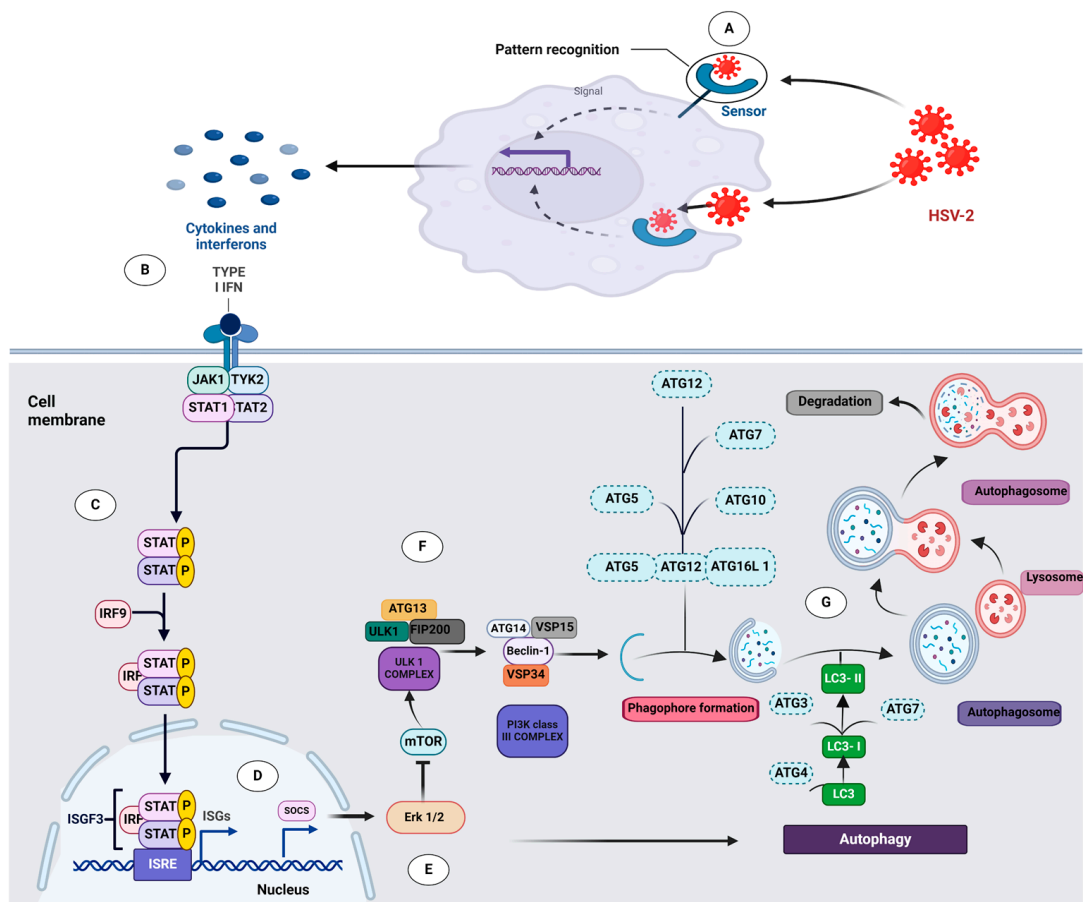 A
Pattern recognition
Signal
Sensor
HSV-2
Cytokines and
interferons
B
TYPE
I IFN
JAK1
TYK2
STAT1
STAT2
Cell
membrane
C
STAT
P
STAT
P
IRF9
IRF
STAT
P
STAT
P
D
ISGF3
IRF
STAT
P
STAT
P
ISGs
SOCS
ISRE
Nucleus
Erk 1/2
E
F
ATG13
ULK1
FIP200
ULK 1
COMPLEX
mTOR
ATG14
VSP15
Beclin-1
VSP34
PI3K class
III COMPLEX
ATG12
ATG7
ATG5
ATG10
ATG5
ATG12
ATG16L 1
Phagophore formation
G
LC3- II
ATG3
ATG7
LC3- I
ATG4
LC3
Degradation
Autophagosome
Lysosome
Autophagosome
Autophagy